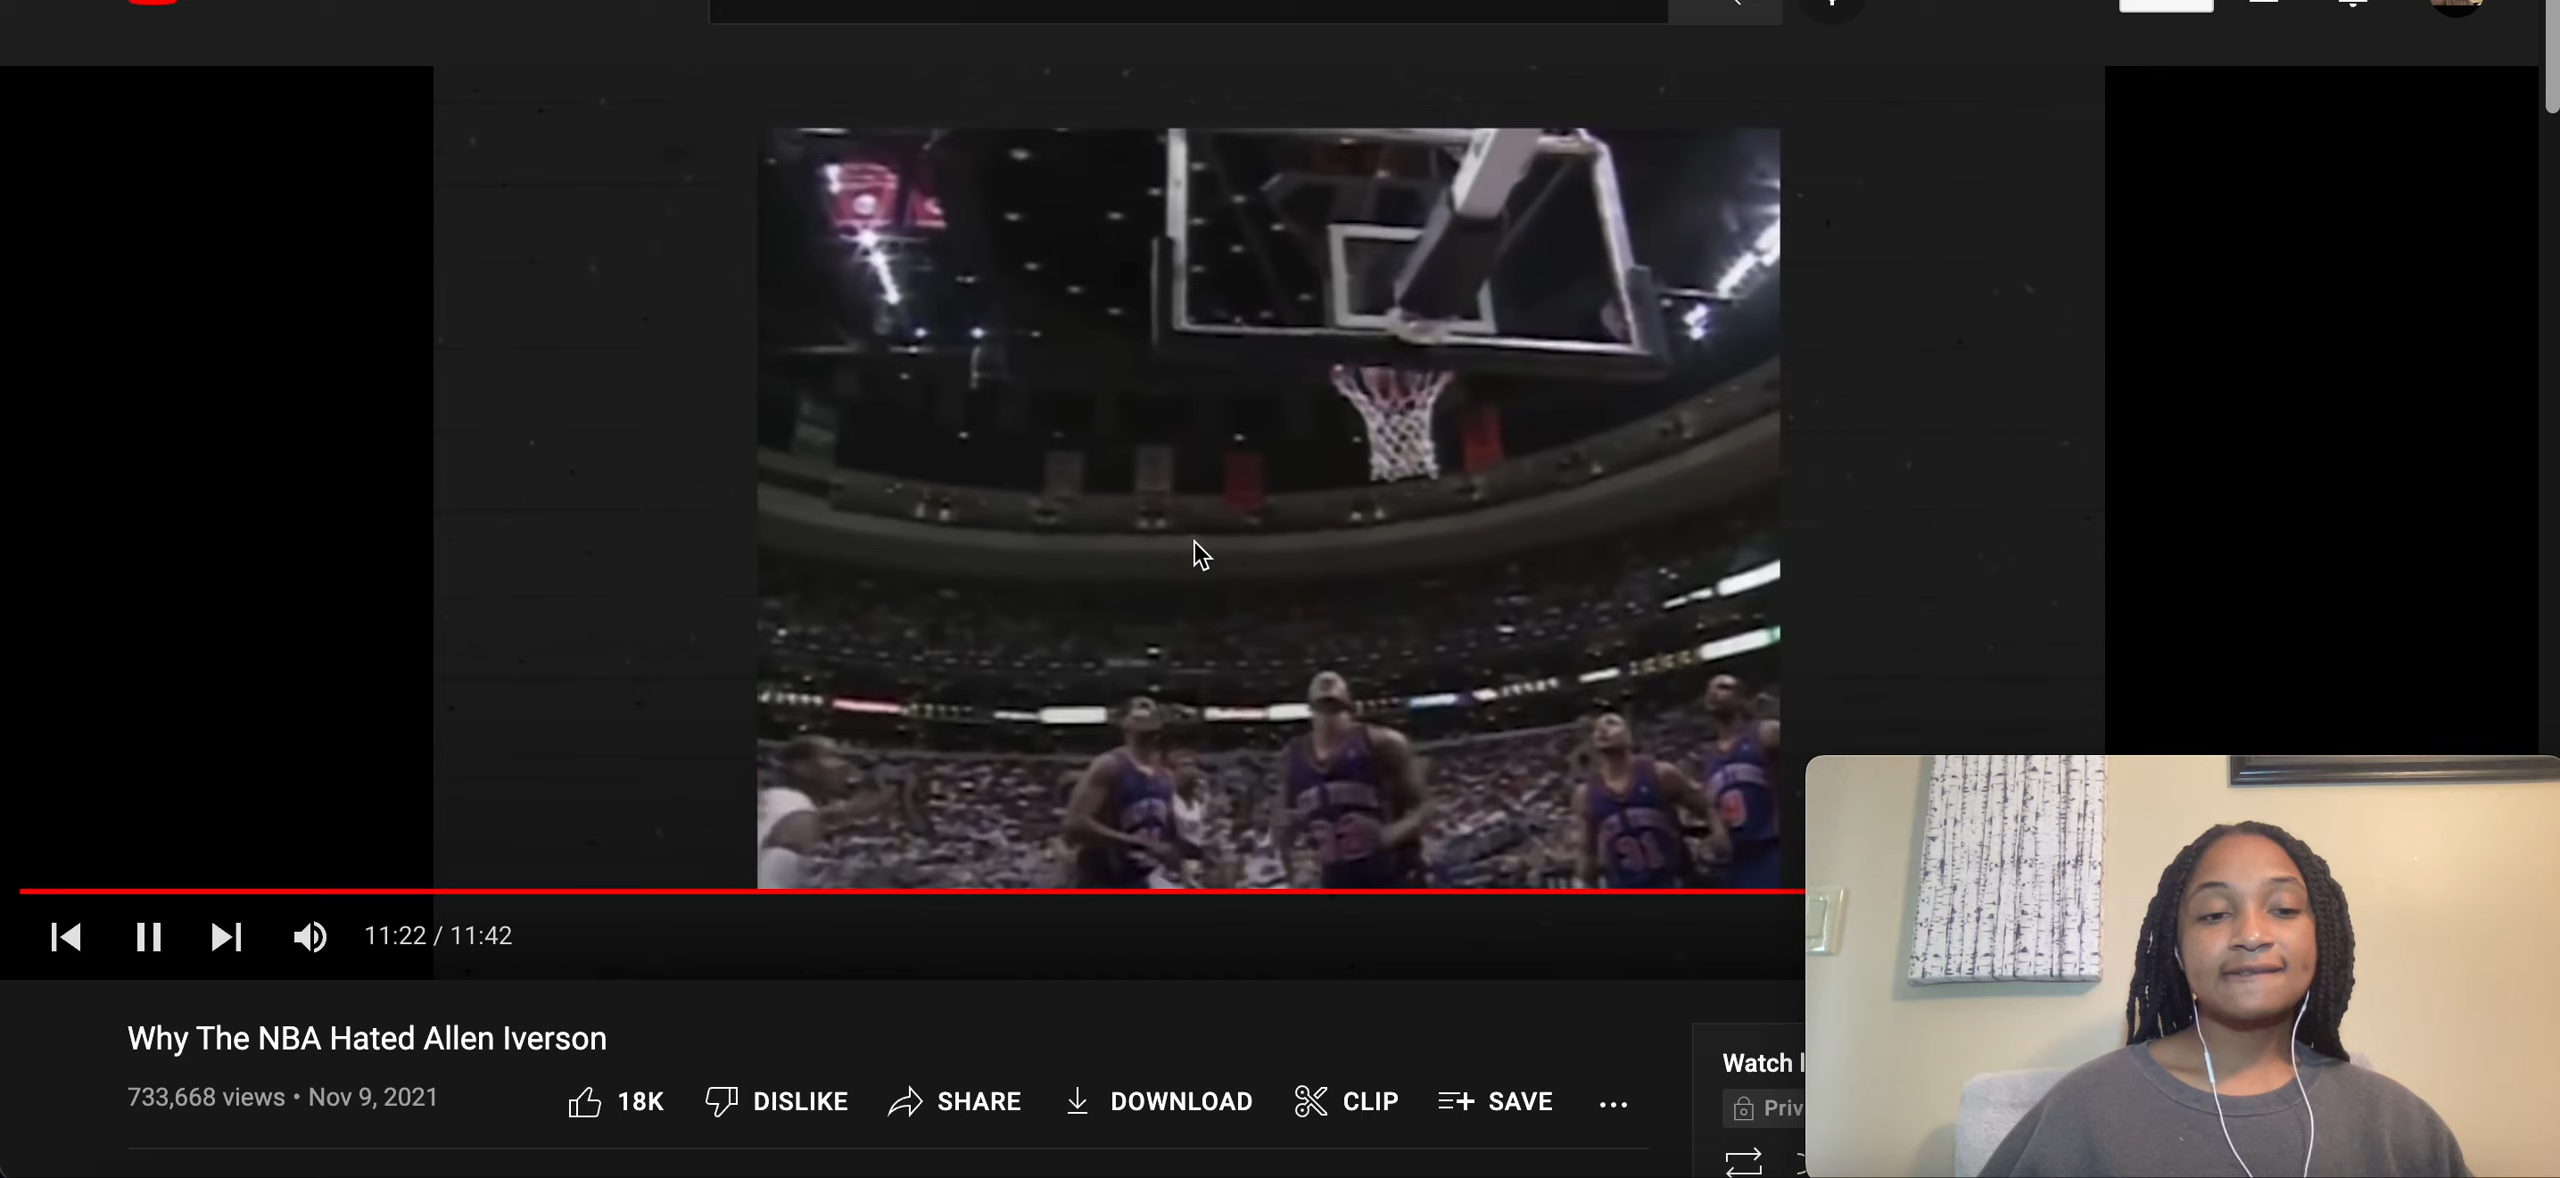 31
11:22 / 11:42
Why The NBA Hated Allen Iverson
733,668 views • Nov 9, 2021
18K
DISLIKE
SHARE
DOWNLOAD
CLIP
SAVE
Watch l
Priv